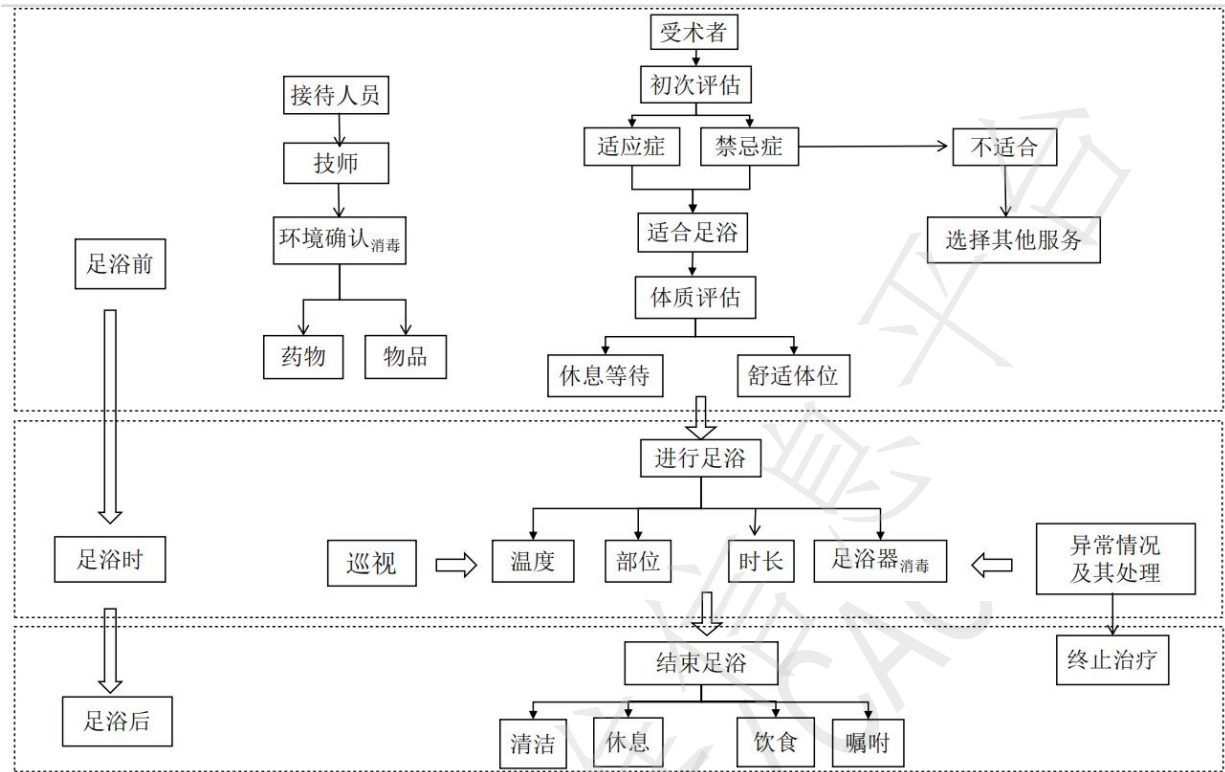 受术者
初次评估
接待人员
适应症
禁忌症
不适合
技师
环境确认消毒
适合足浴
选择其他服务
足浴前
体质评估
药物
物品
休息等待
舒适体位
进行足浴
足浴时
巡视
温度
部位
时长
足浴器消毒
异常情况
及其处理
结束足浴
终止治疗
足浴后
清洁
休息
饮食
嘱咐
信息平台